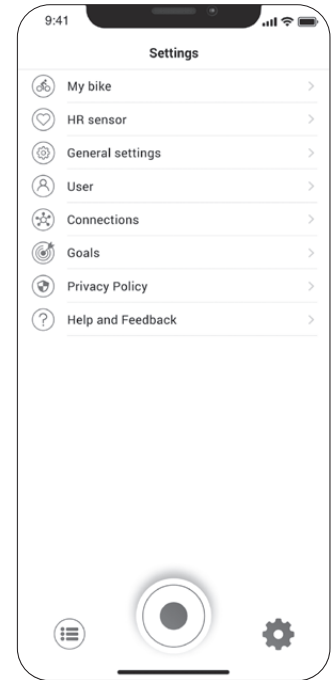 9:41
Settings
My bike
HR sensor
General settings
User
Connections
Goals
Privacy Policy
Help and Feedback